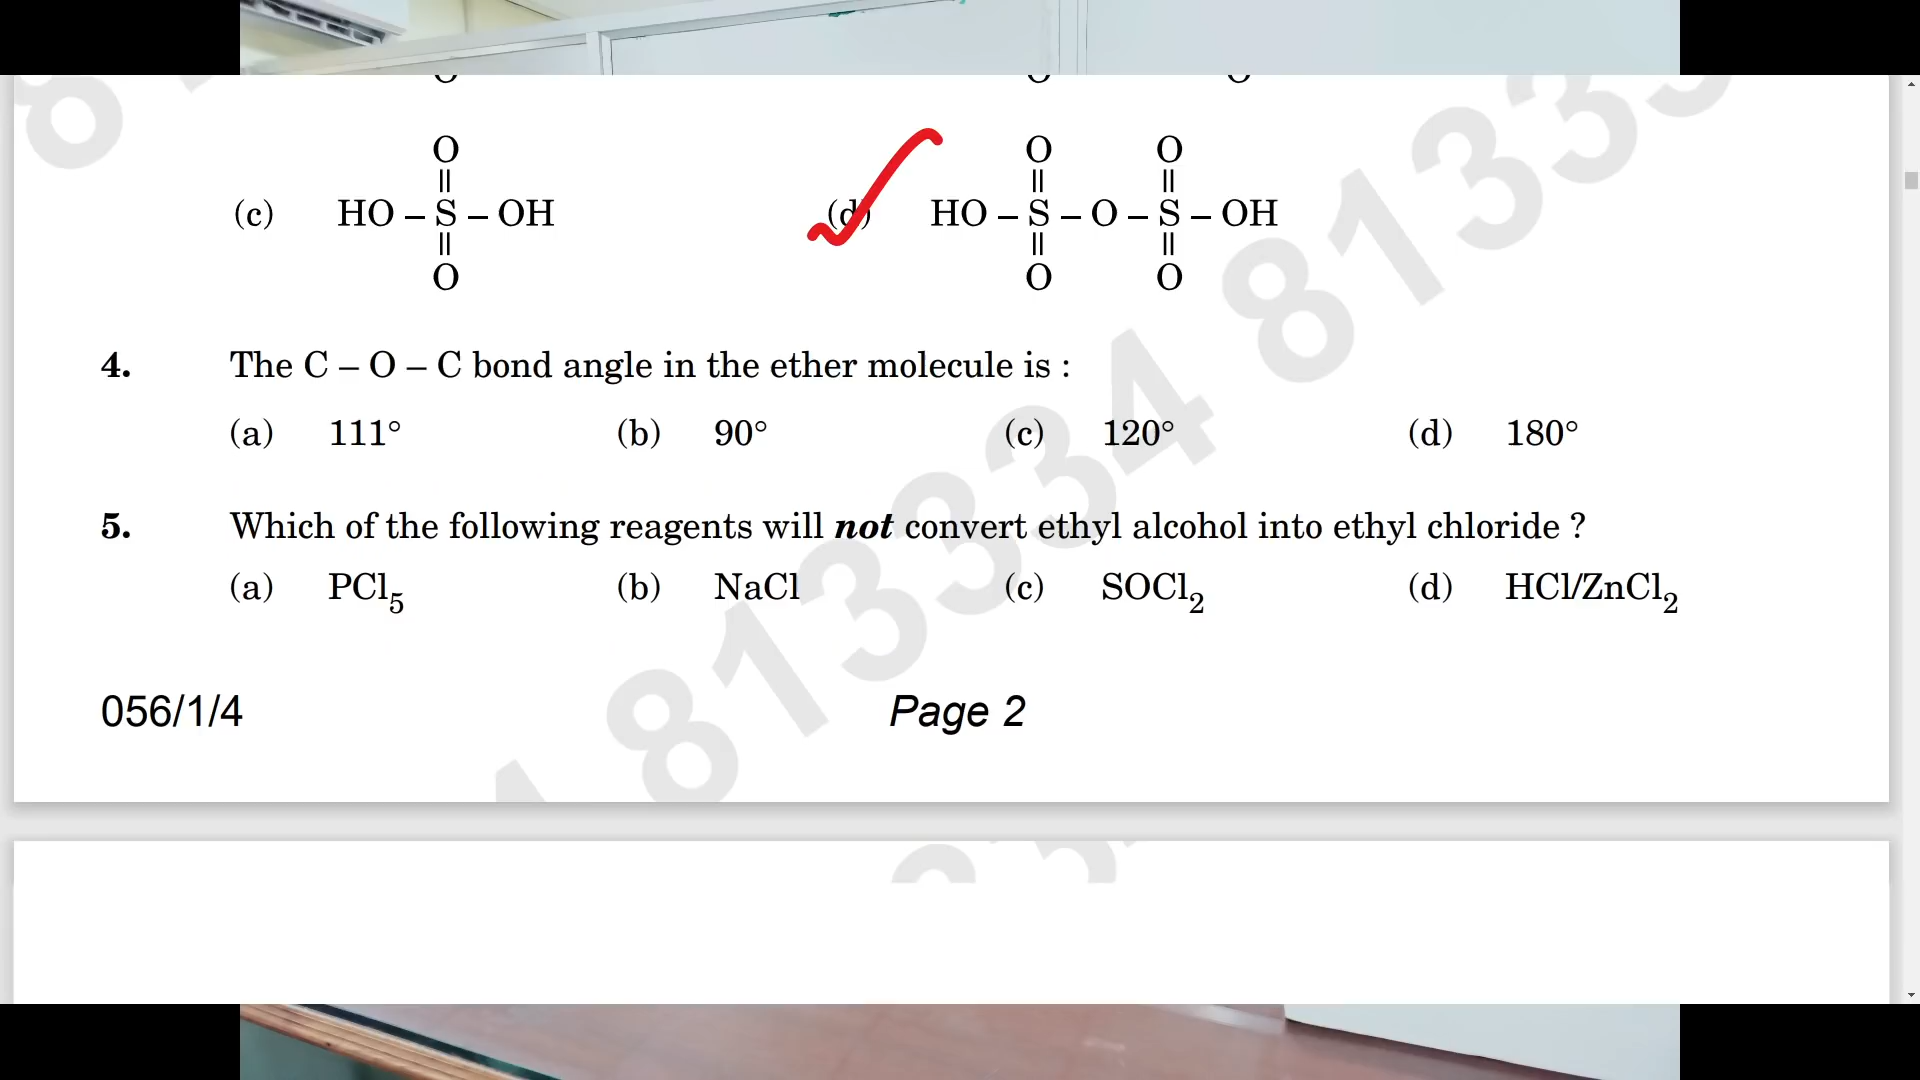 O O O
O O O
|| || ||
(c) HO – S – OH (d) HO – S – O – S – OH
|| || ||
O O O
4. The C – O – C bond angle in the ether molecule is :
(a) 111° (b) 90° (c) 120° (d) 180°
5. Which of the following reagents will not convert ethyl alcohol into ethyl chloride ?
(a) PCl5 (b) NaCl (c) SOCl2 (d) HCl/ZnCl2
056/1/4 Page 2
81334 81334